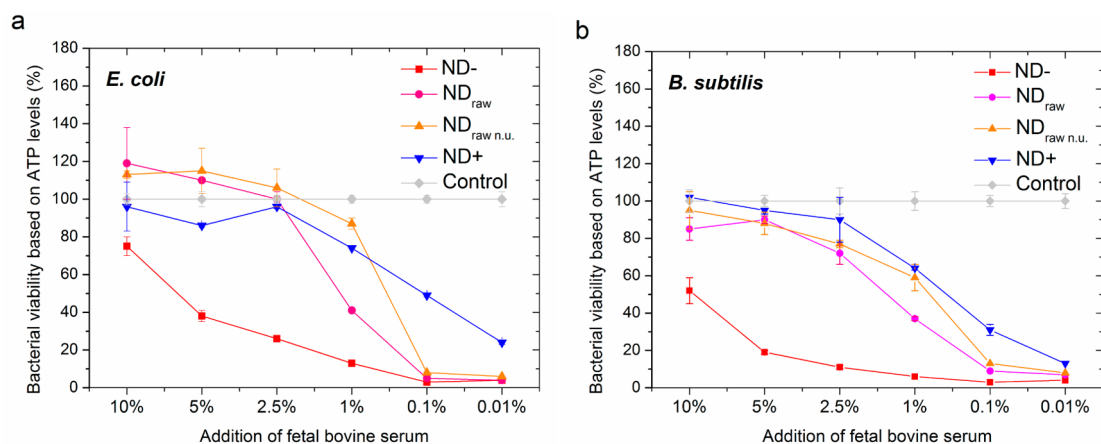 a
E. coli
ND-
NDraw
NDraw n.u.
ND+
Control
Bacterial viability based on ATP levels (%)
180
160
140
120
100
80
60
40
20
0
10% 5% 2.5% 1% 0.1% 0.01%
Addition of fetal bovine serum
b
B. subtilis
ND-
NDraw
NDraw n.u.
ND+
Control
Bacterial viability based on ATP levels (%)
180
160
140
120
100
80
60
40
20
0
10% 5% 2.5% 1% 0.1% 0.01%
Addition of fetal bovine serum